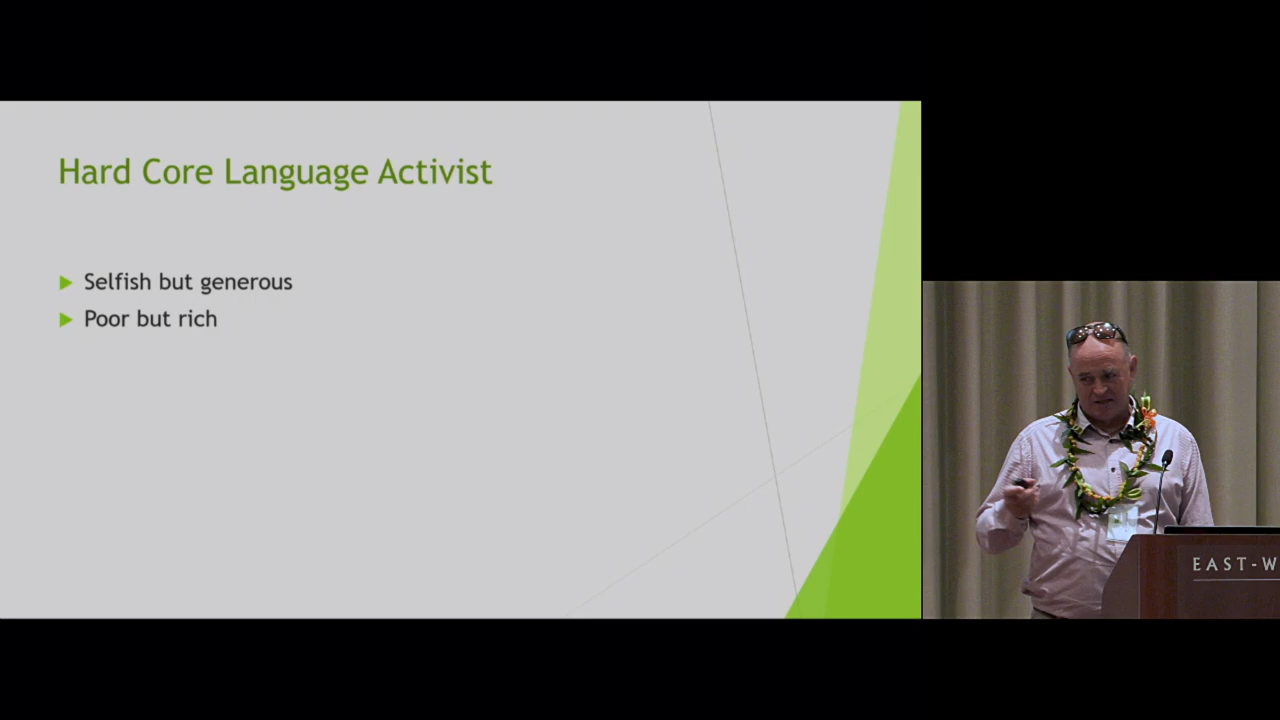 Hard Core Language Activist
Selfish but generous
Poor but rich
EAST-W